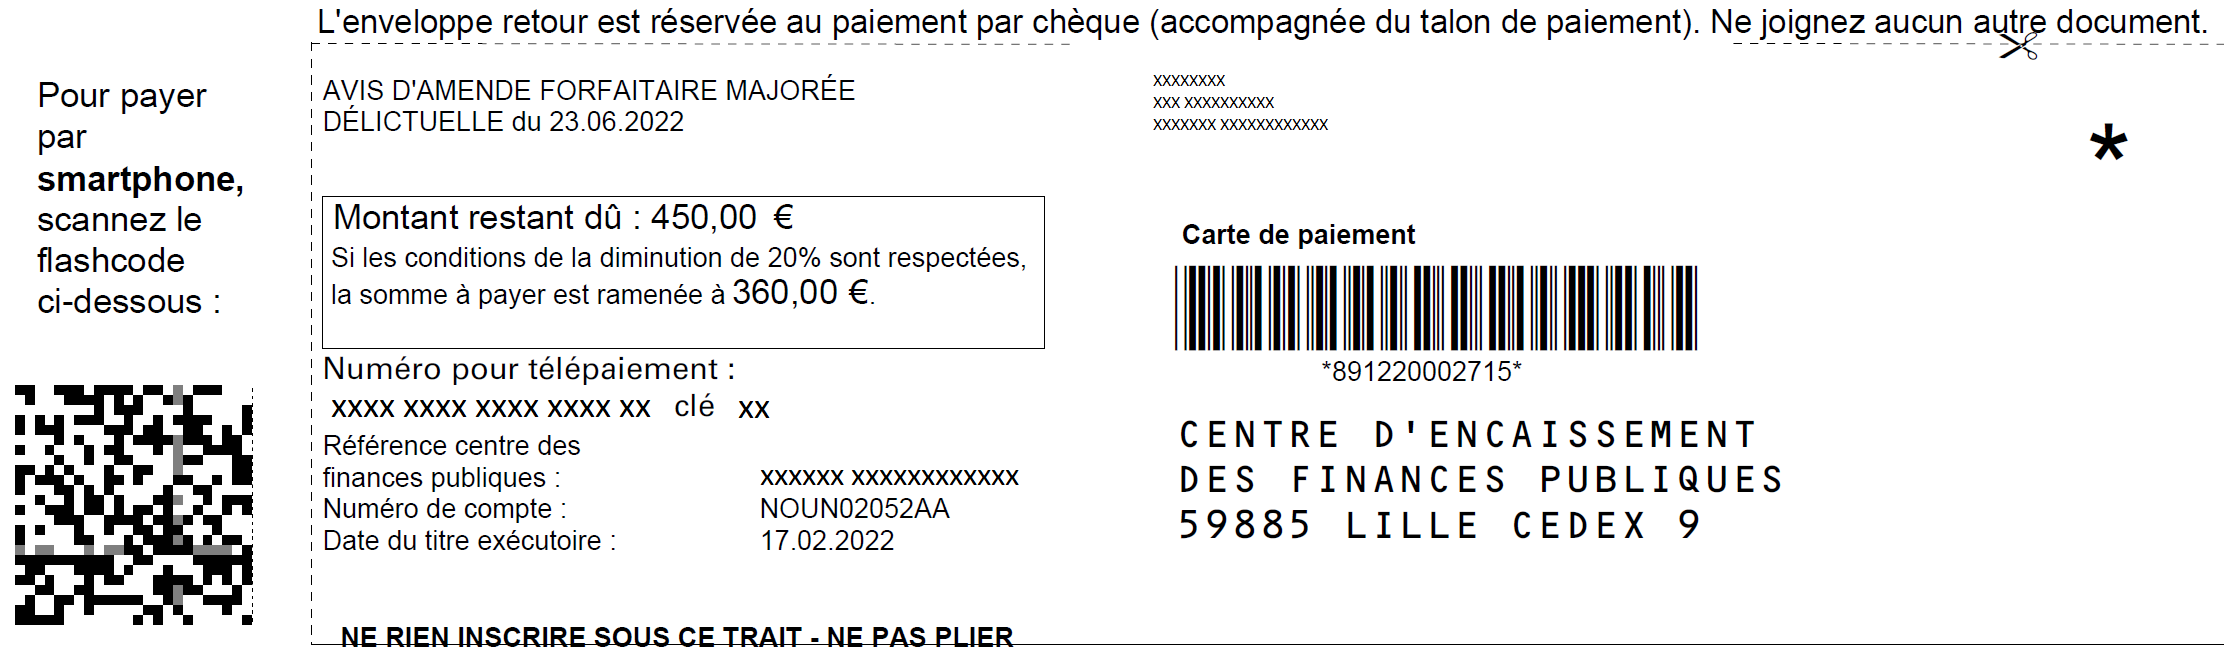 L'enveloppe retour est réservée au paiement par chèque (accompagnée du talon de paiement). Ne joignez aucun autre document.
Pour payer
par
smartphone,
scannez le
flashcode
ci-dessous :
AVIS D'AMENDE FORFAITAIRE MAJORÉE
DÉLICTUELLE du 23.06.2022
Montant restant dû : 450,00 €
Si les conditions de la diminution de 20% sont respectées,
la somme à payer est ramenée à 360,00 €.
Numéro pour télépaiement :
xxxx xxxx xxxx xxxx xx clé xx
Référence centre des
finances publiques : xxxxxx xxxxxxxxxxxx
Numéro de compte : NOUN02052AA
Date du titre exécutoire : 17.02.2022
NE RIEN INSCRIRE SOUS CE TRAIT - NE PAS PLIER
xxxxxxxx
xxx xxxxxxxxxx
xxxxxxx xxxxxxxxxxxx
*
Carte de paiement
*891220002715*
CENTRE D'ENCAISSEMENT
DES FINANCES PUBLIQUES
59885 LILLE CEDEX 9